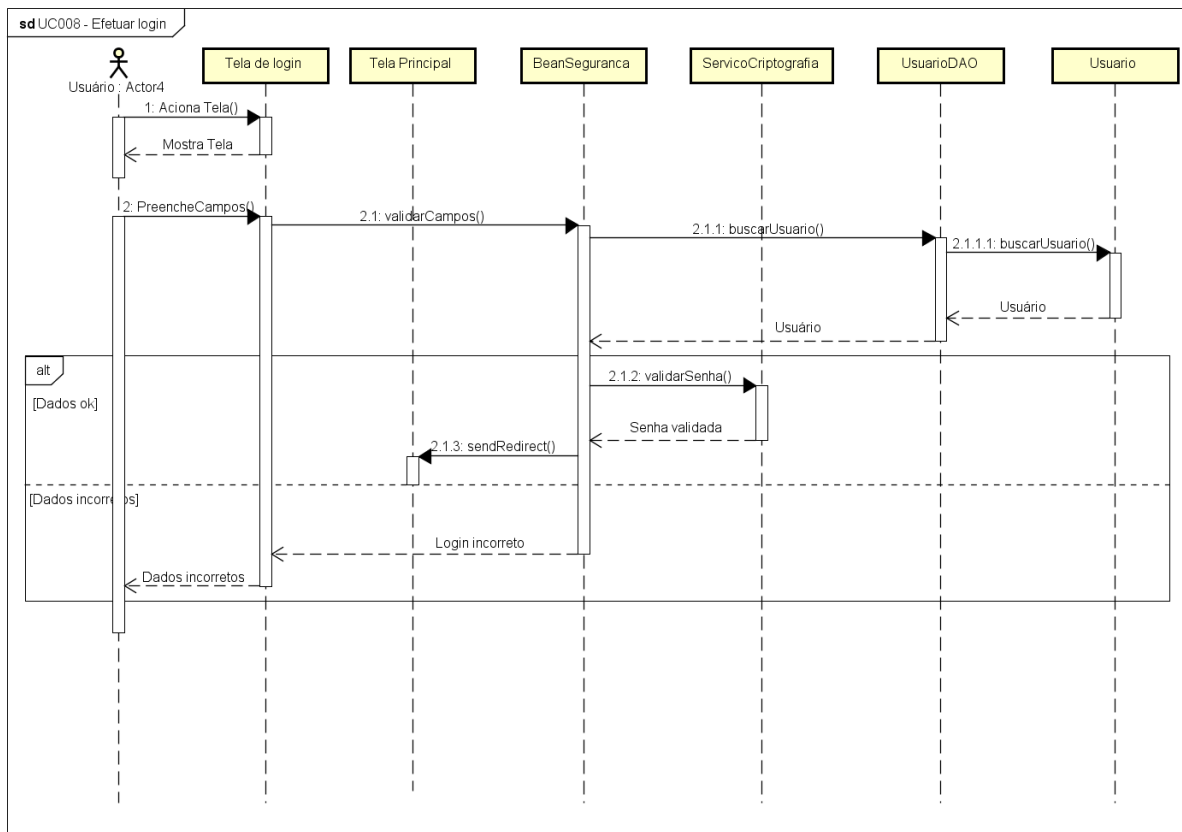 sd UC008 - Efetuar login
Usuário : Actor4
Tela de login
Tela Principal
BeanSeguranca
ServicoCriptografia
UsuarioDAO
Usuario
1: Aciona Tela()
Mostra Tela
2: PreencheCampos()
2.1: validarCampos()
2.1.1: buscarUsuario()
2.1.1.1: buscarUsuario()
Usuário
Usuário
alt
[Dados ok]
2.1.2: validarSenha()
Senha validada
2.1.3: sendRedirect()
[Dados incorretos]
Login incorreto
Dados incorretos